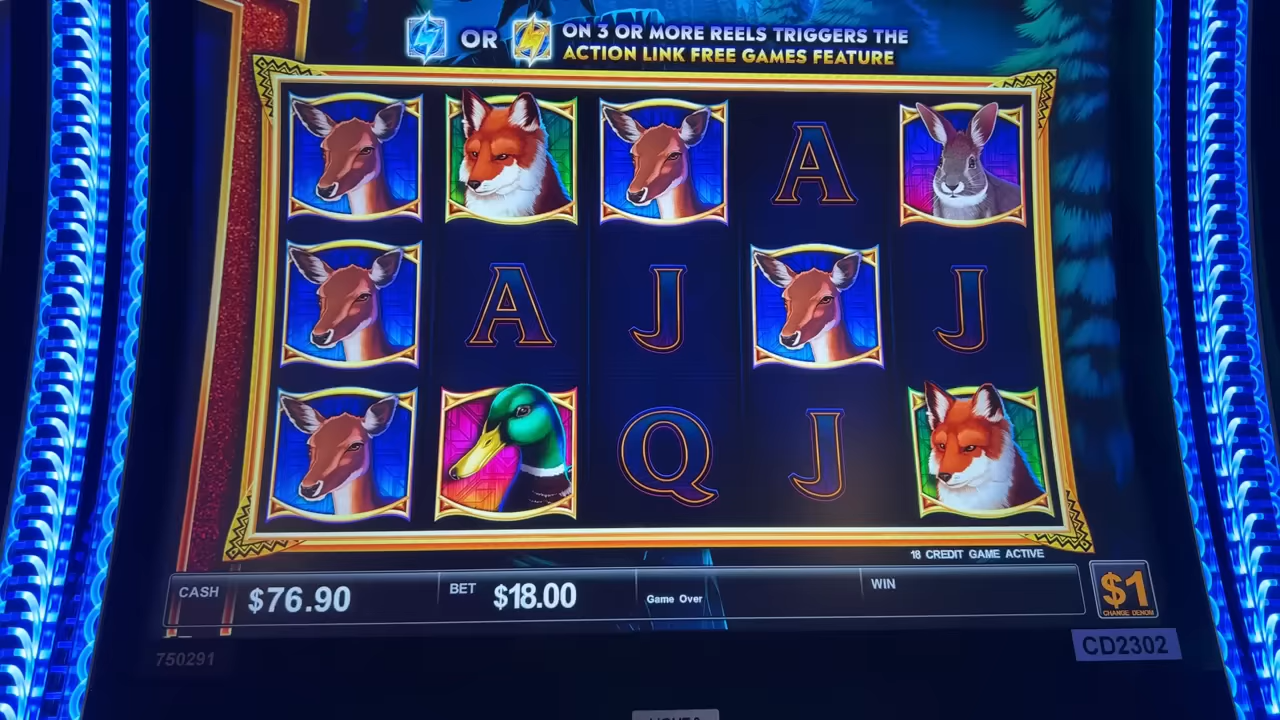 OR
ON 3 OR MORE REELS TRIGGERS THE
ACTION LINK FREE GAMES FEATURE
A
A
J
J
Q
J
18 CREDIT GAME ACTIVE
CASH $76.90
BET $18.00
Game Over
WIN
$1
CHANGE DENOM
750291
CD2302